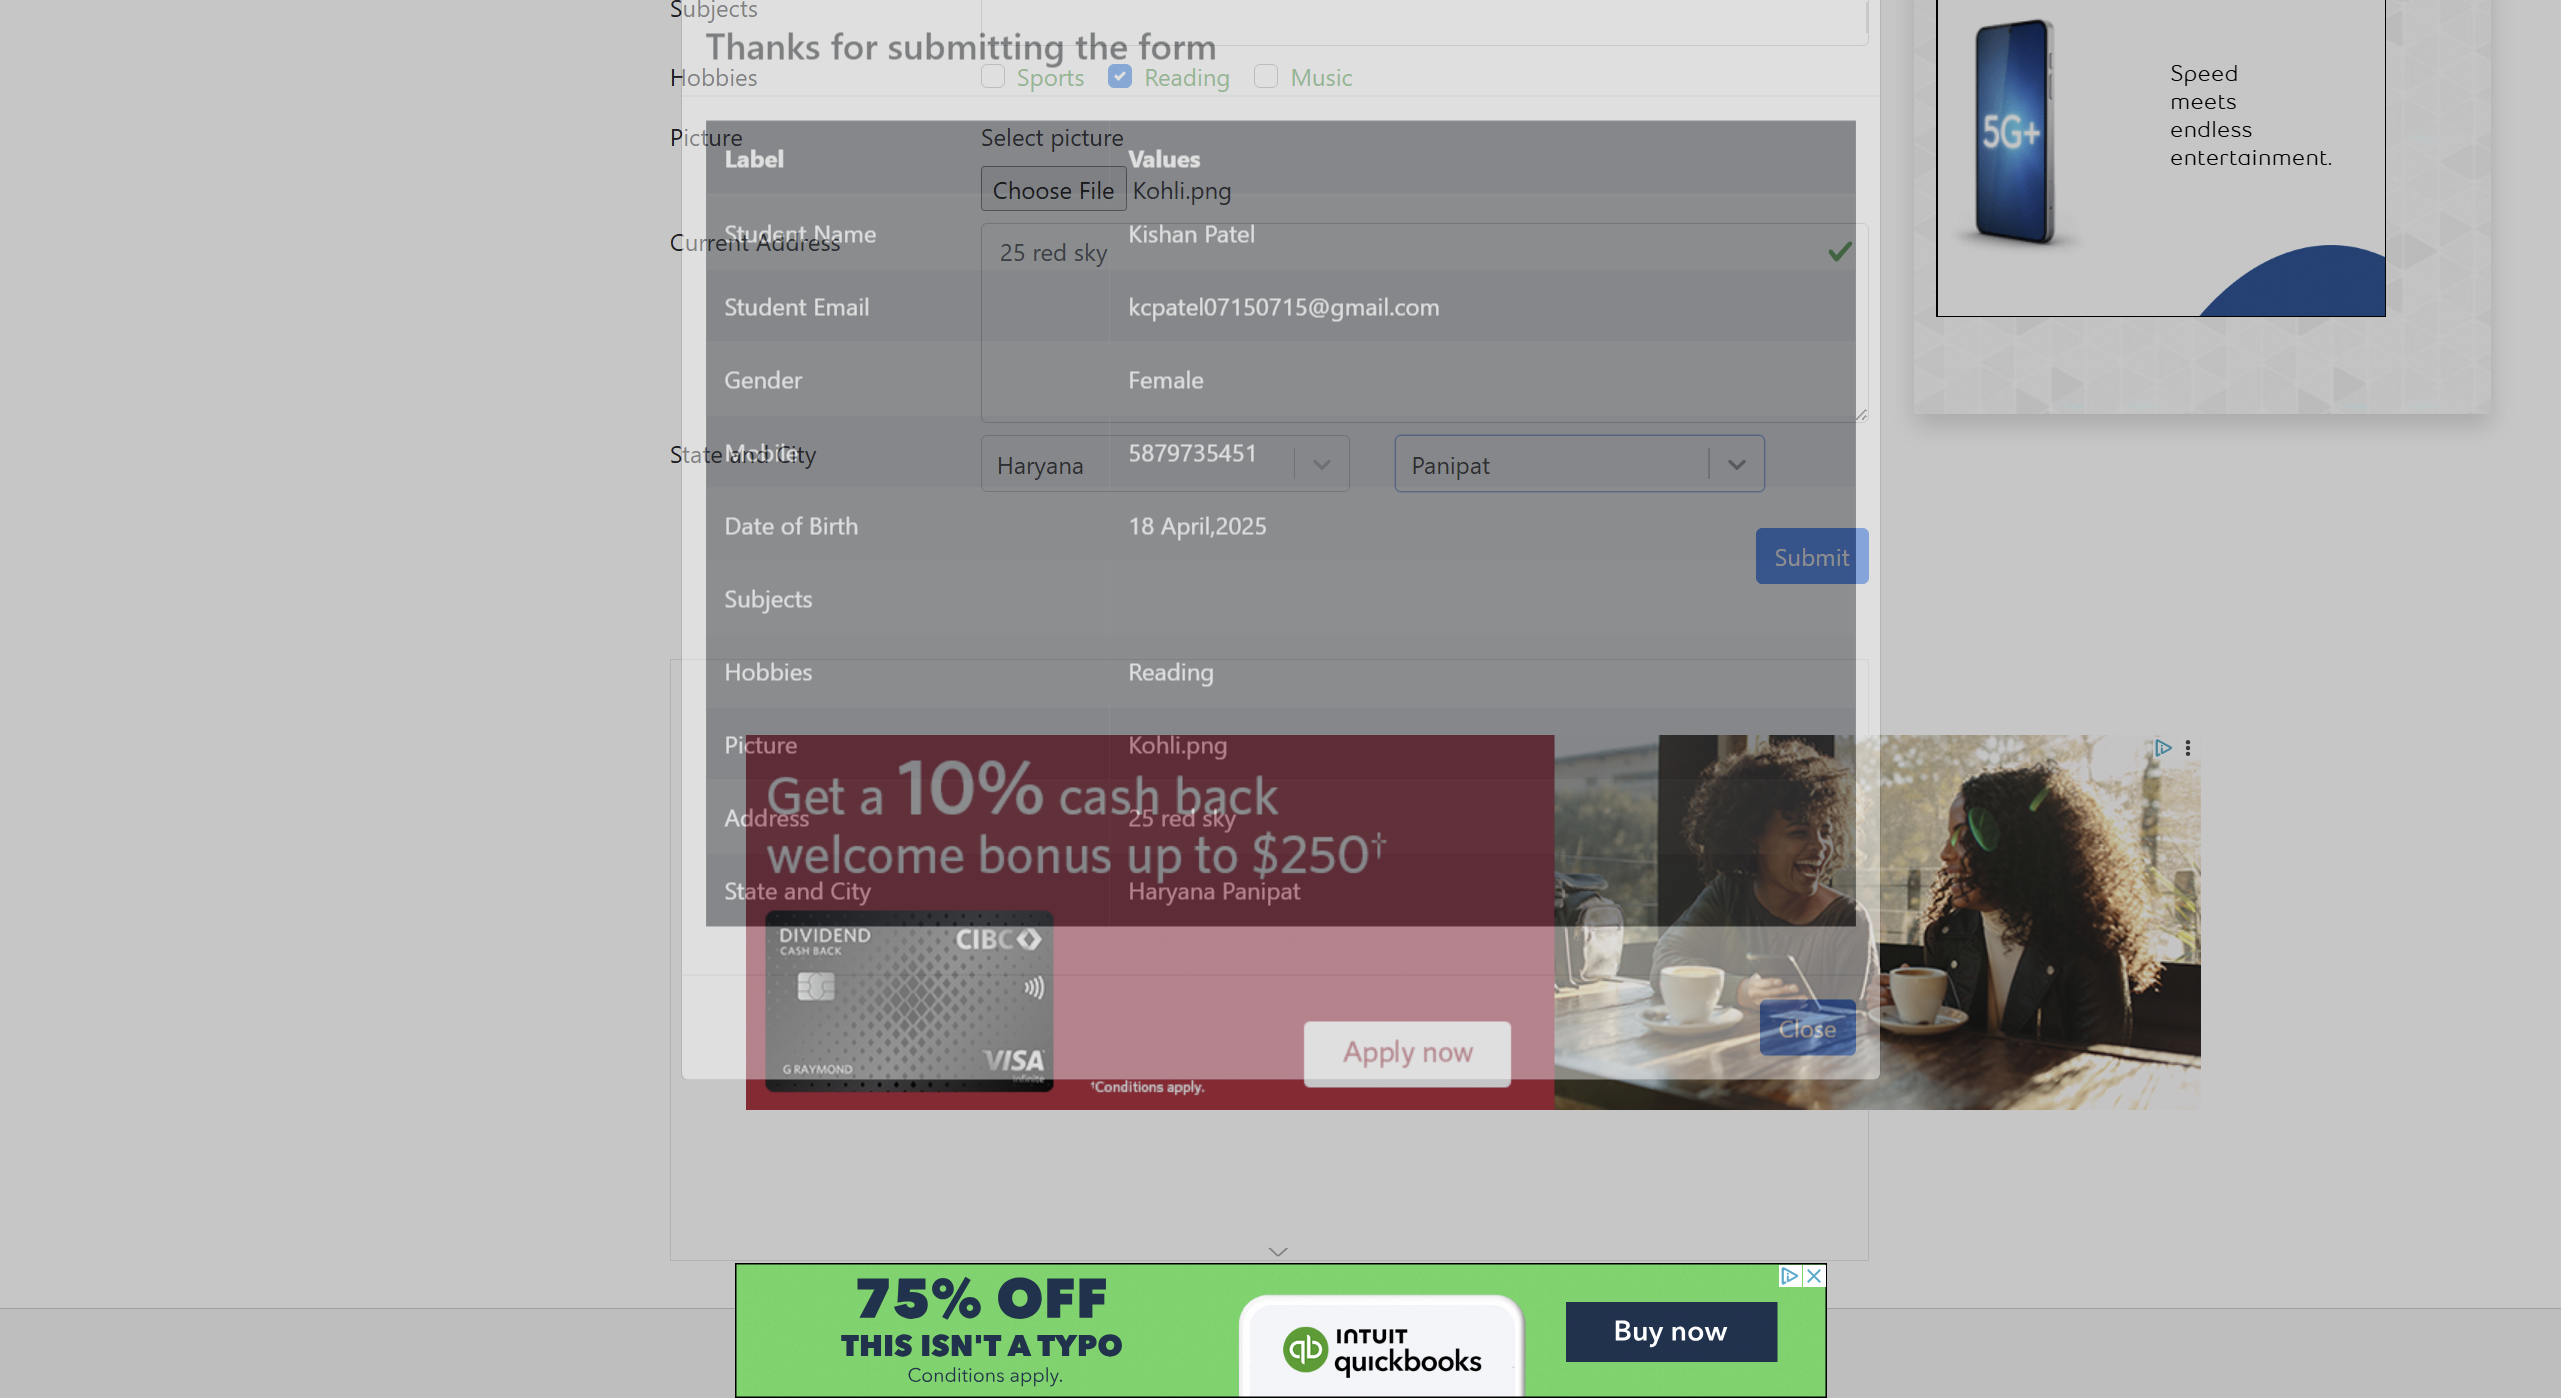 Subjects
Thanks for submitting the form
Hobbies
Sports
Reading
Music
Picture
Select picture
Label
Values
Choose File
Kohli.png
Student Name
Kishan Patel
Current Address
25 red sky
Student Email
kcpatel07150715@gmail.com
Gender
Female
State and City
Mobile
5879735451
Haryana
Panipat
Date of Birth
18 April,2025
Submit
Subjects
Hobbies
Reading
Picture
Kohli.png
Get a 10% cash back
Address
25 red sky
welcome bonus up to $250†
State and City
Haryana Panipat
DIVIDEND
CASH BACK
CIBC
G RAYMOND
VISA
Infinite
†Conditions apply.
Apply now
Close
Speed
meets
endless
entertainment.
5G+
75% OFF
THIS ISN'T A TYPO
Conditions apply.
qb
INTUIT
quickbooks
Buy now